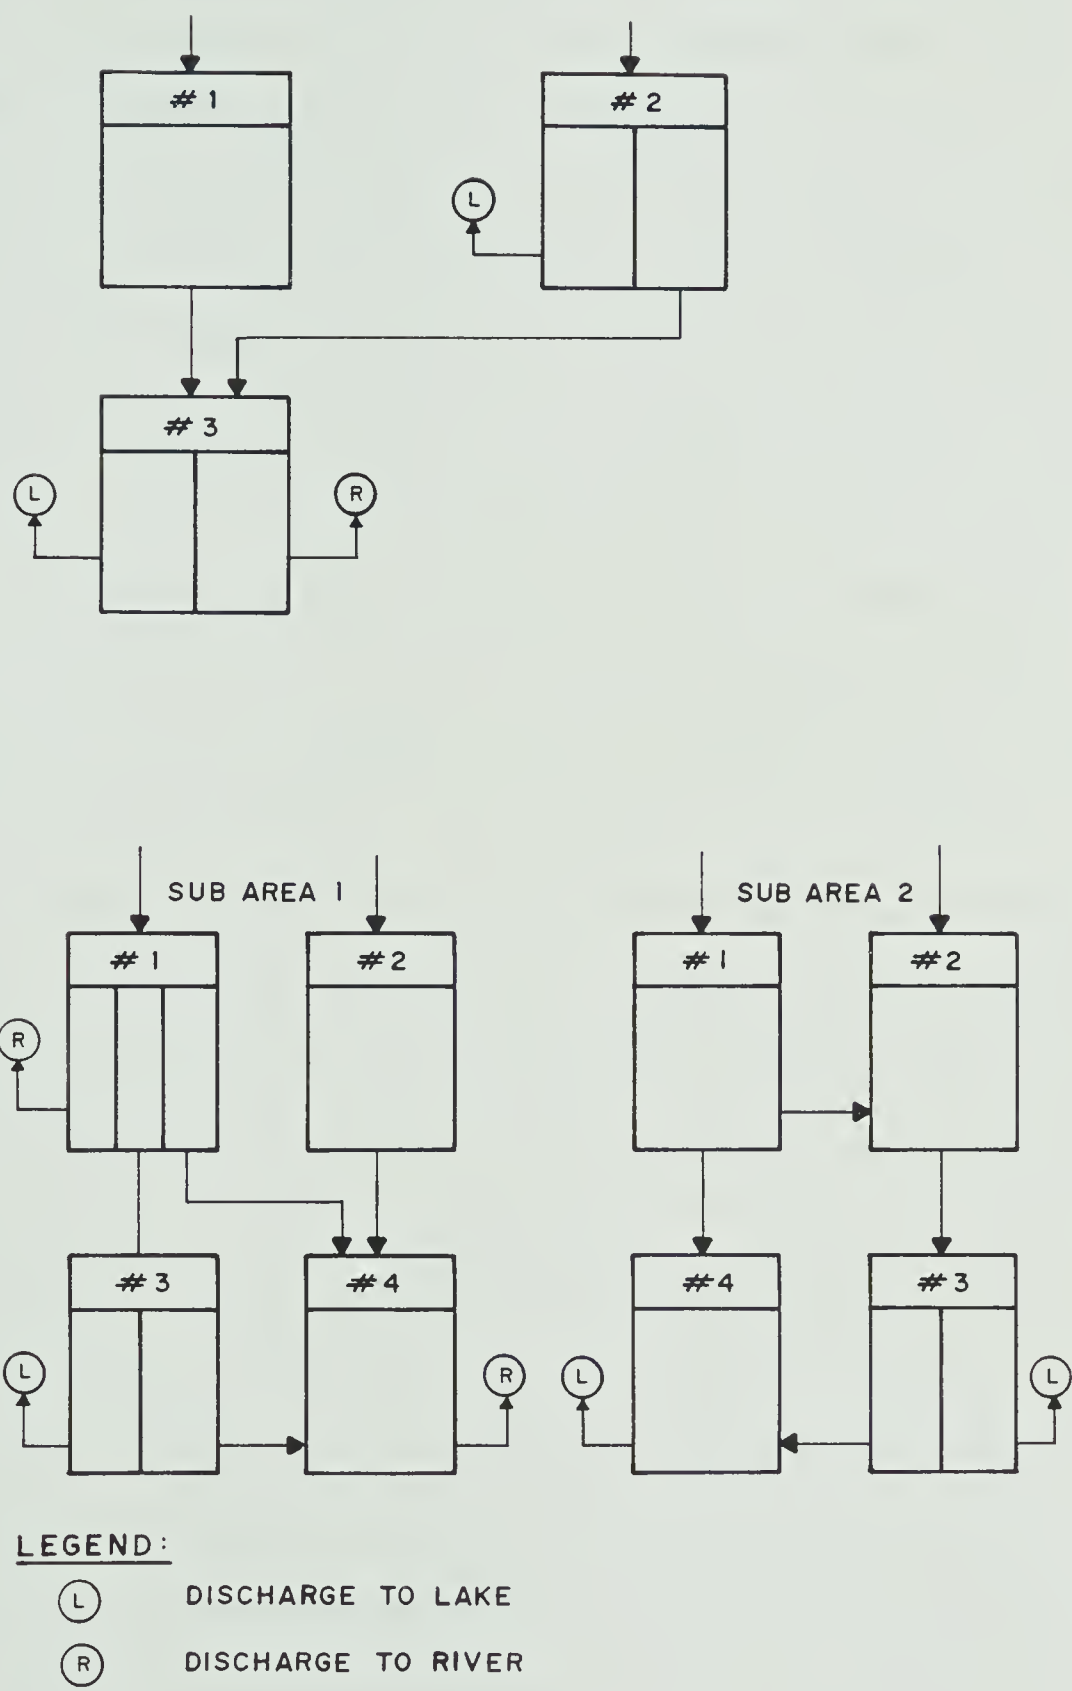 # 1
# 2
L
# 3
L
R
SUB AREA 1
SUB AREA 2
# 1
# 2
# 1
# 2
R
# 3
# 4
# 4
# 3
L
R
L
L
LEGEND:
L DISCHARGE TO LAKE
R DISCHARGE TO RIVER